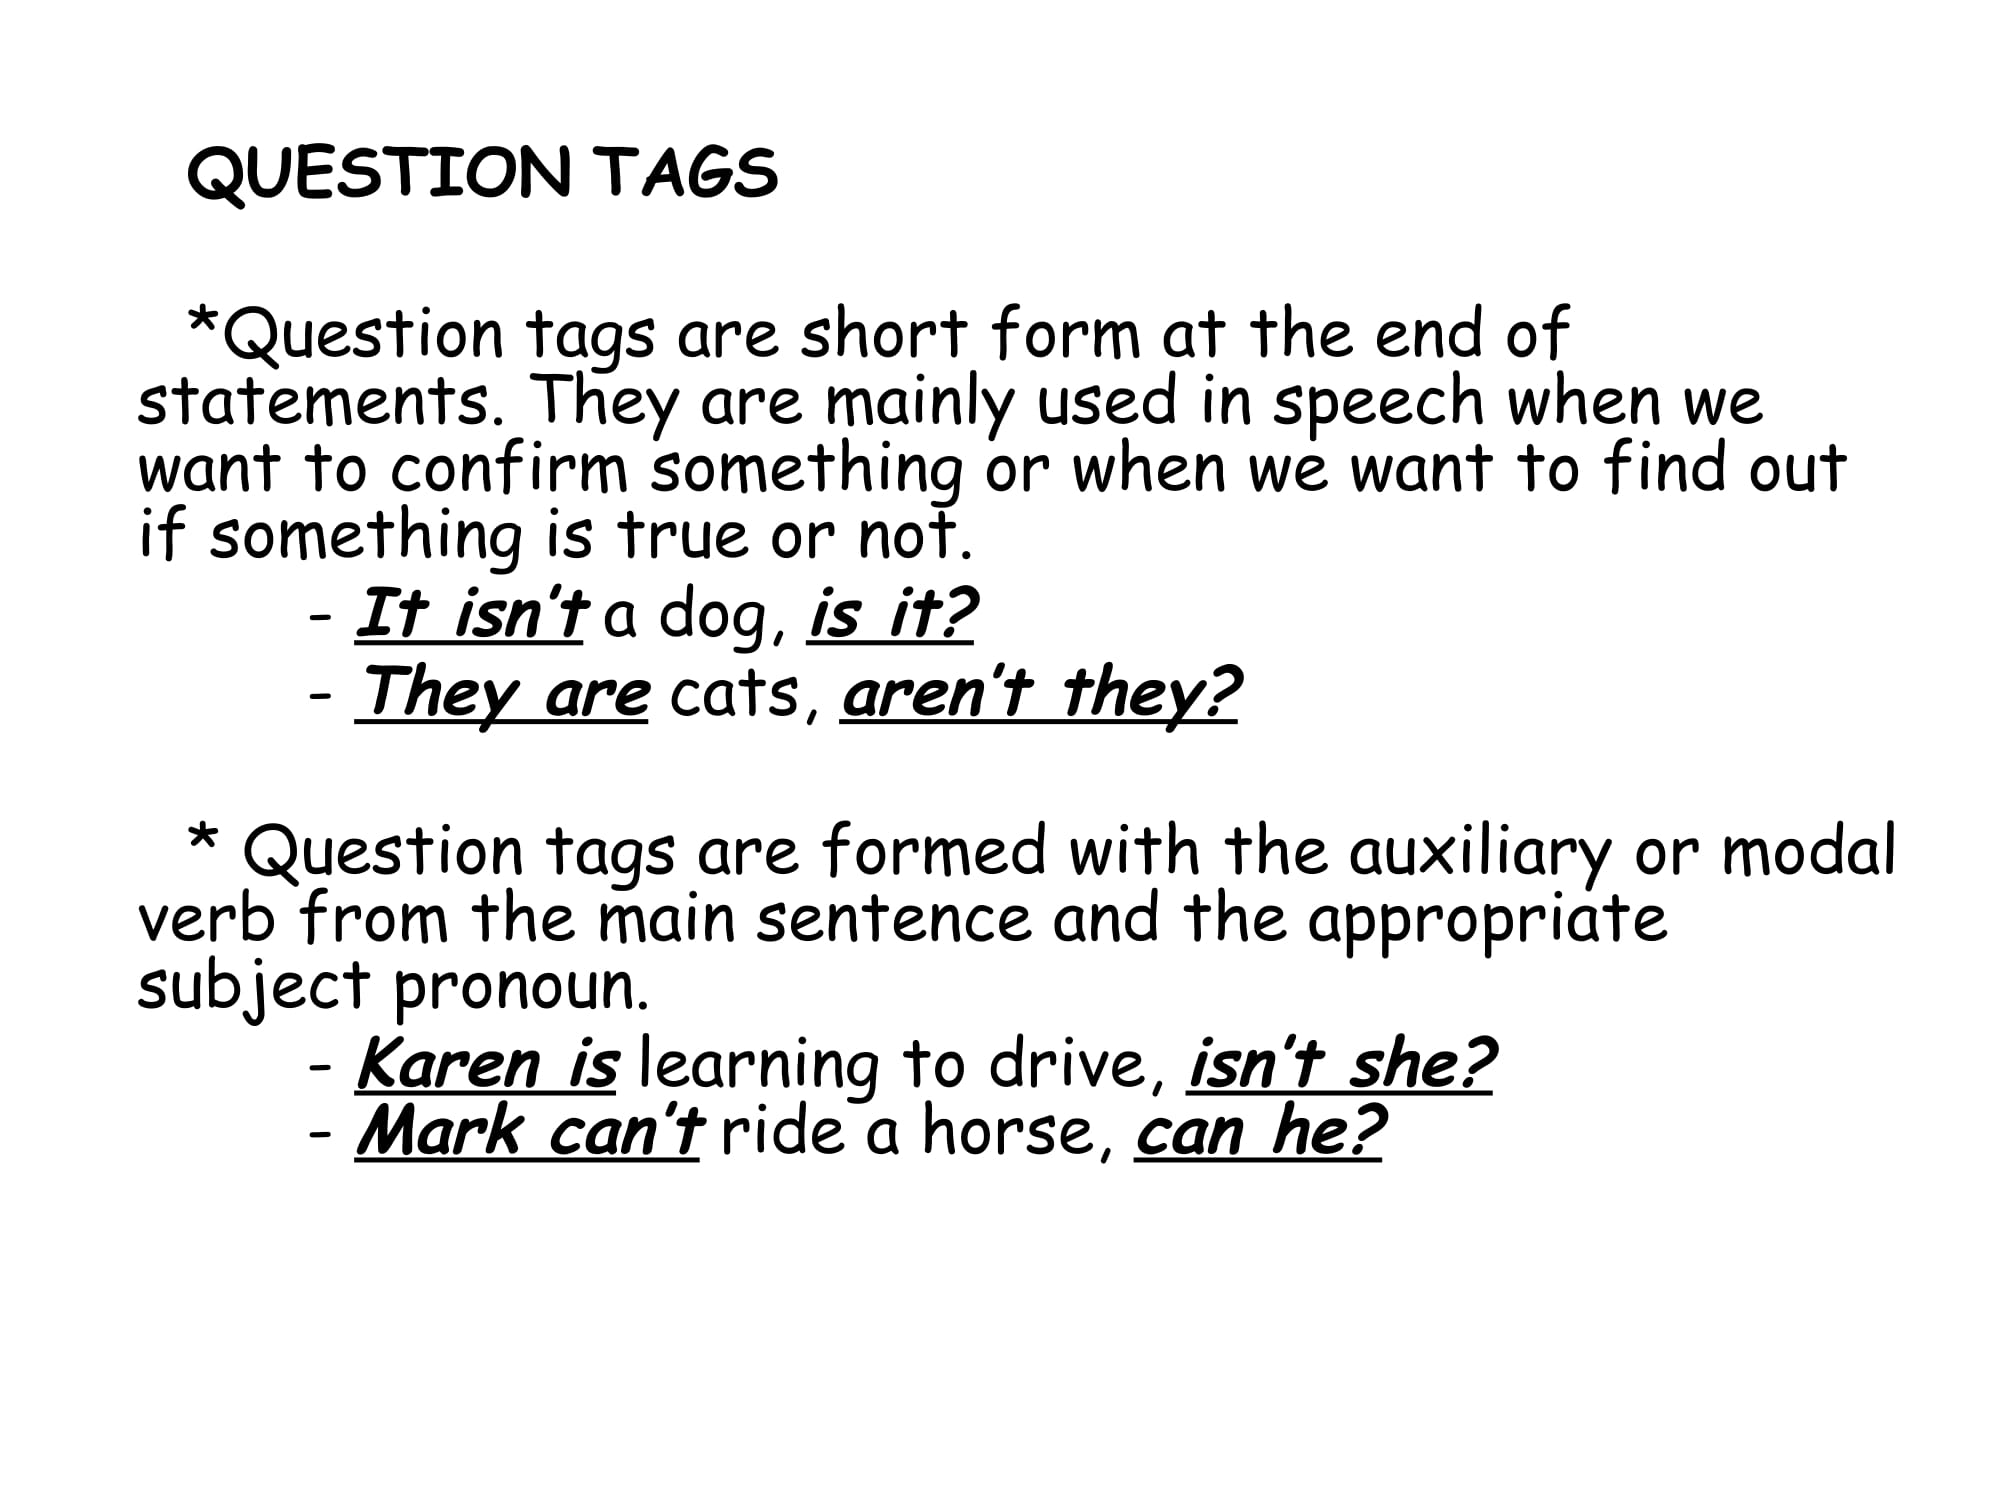 QUESTION TAGS
*Question tags are short form at the end of
statements. They are mainly used in speech when we
want to confirm something or when we want to find out
if something is true or not.
- It isn’t a dog, is it?
- They are cats, aren’t they?
* Question tags are formed with the auxiliary or modal
verb from the main sentence and the appropriate
subject pronoun.
- Karen is learning to drive, isn’t she?
- Mark can’t ride a horse, can he?